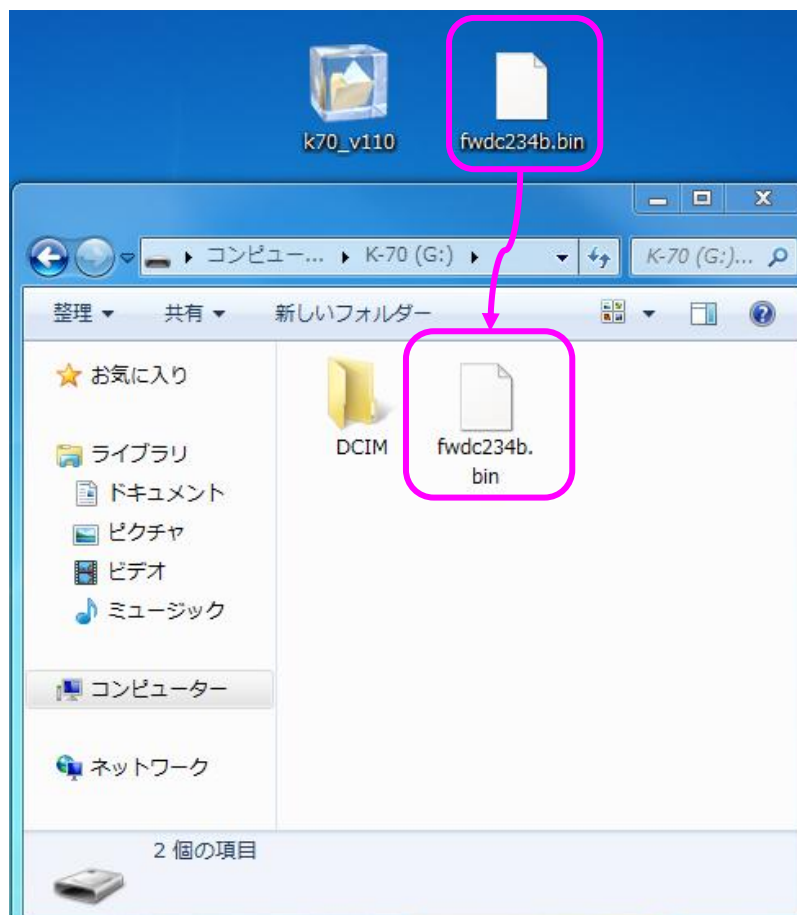 k70_v110
fwdc234b.bin
コンピュー... K-70 (G:)
K-70 (G:)...
整理
共有
新しいフォルダー
お気に入り
ライブラリ
ドキュメント
ピクチャ
ビデオ
ミュージック
コンピューター
ネットワーク
DCIM
fwdc234b.
bin
2 個の項目